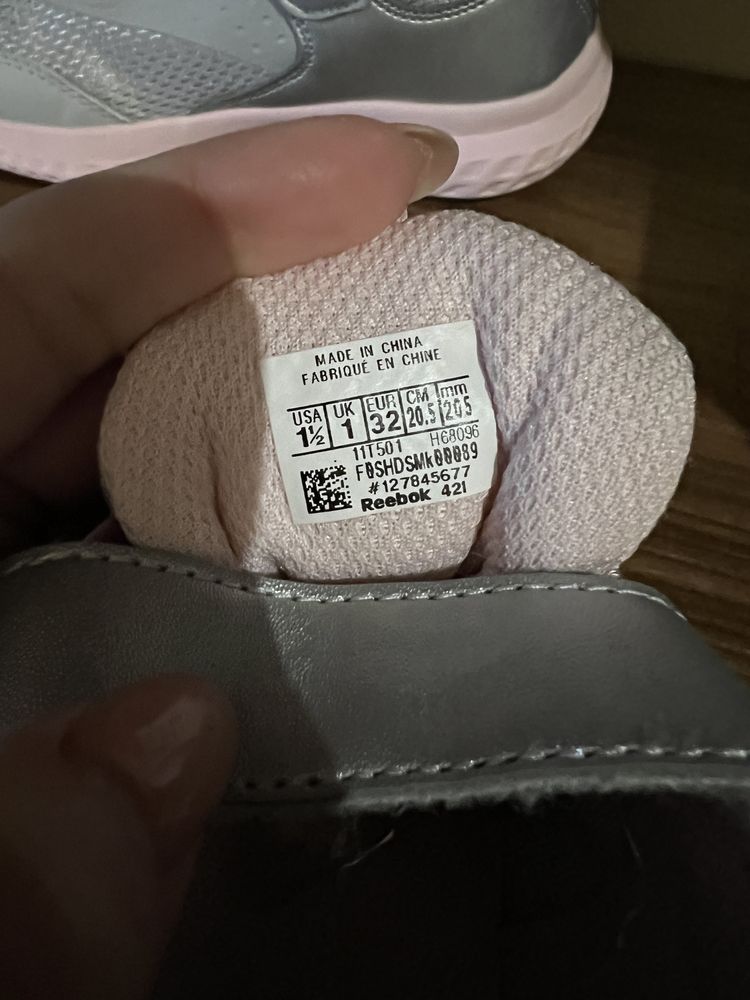 MADE IN CHINA
FABRIQUÉ EN CHINE
USA UK EUR CM mm
1½ 1 32 20.5 205
11T501 H68096
F0SHDSMk00089
#127845677
Reebok 421